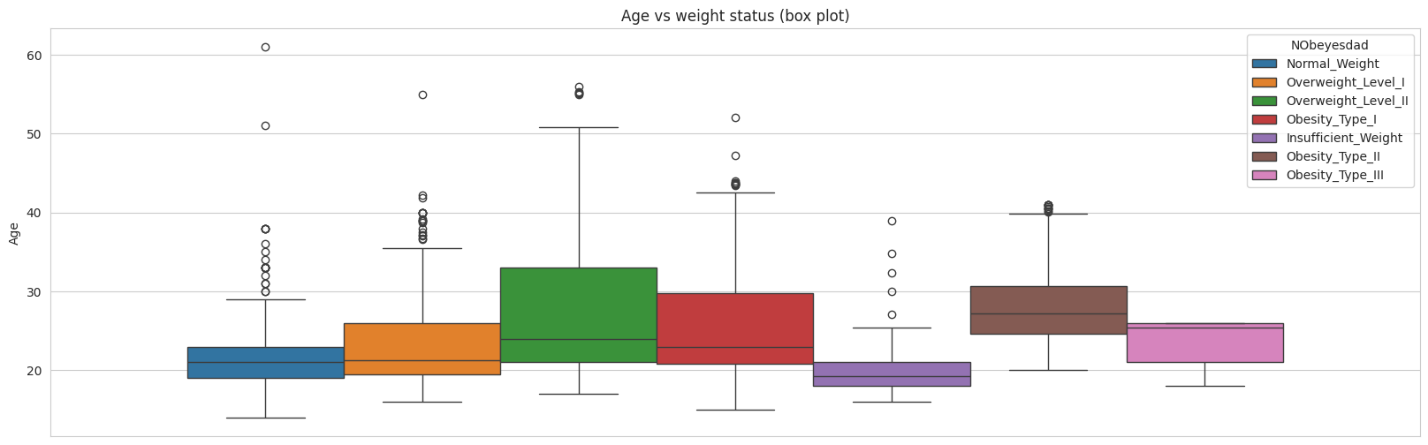 Age vs weight status (box plot)
NObeyesdad
Normal_Weight
Overweight_Level_I
Overweight_Level_II
Obesity_Type_I
Insufficient_Weight
Obesity_Type_II
Obesity_Type_III
60
50
40
30
20
Age